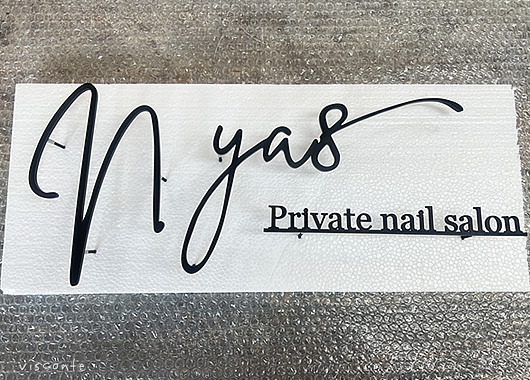 Nyas
Private nail salon
visconte